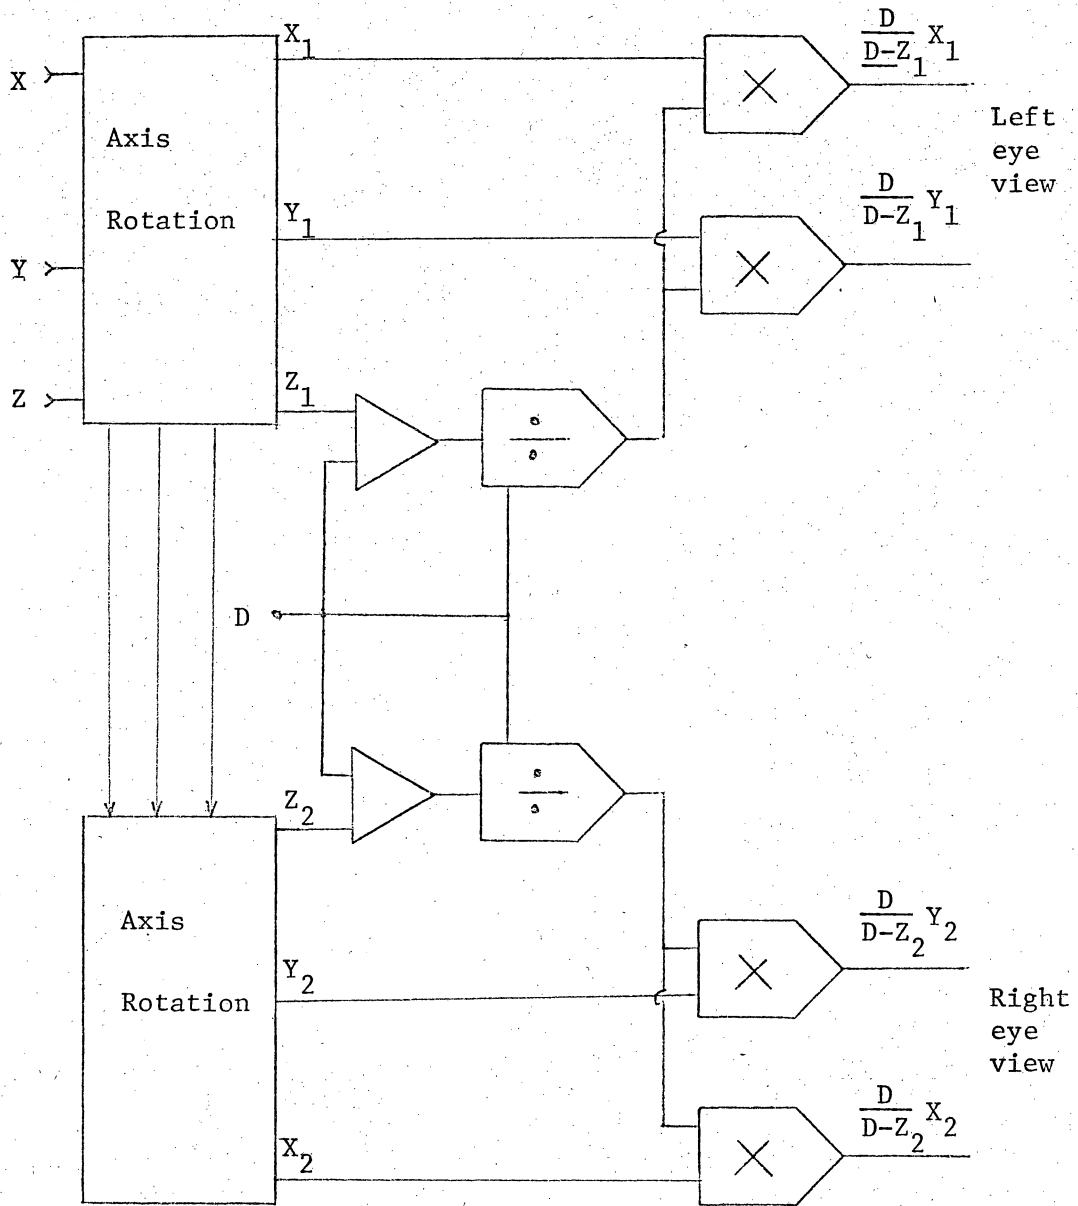 X
Y
Z
Axis
Rotation
X₁
Y₁
Z₁
×
×
÷
D/(D-Z₁) X₁
D/(D-Z₁) Y₁
Left
eye
view
D
÷
Axis
Rotation
Z₂
Y₂
X₂
×
×
D/(D-Z₂) Y₂
D/(D-Z₂) X₂
Right
eye
view